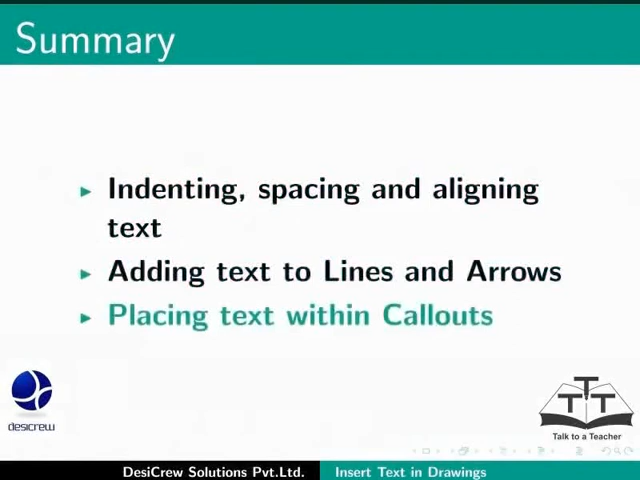 Summary
Indenting, spacing and aligning
text
Adding text to Lines and Arrows
Placing text within Callouts
desicrew
TTT
Talk to a Teacher
DesiCrew Solutions Pvt.Ltd. Insert Text in Drawings